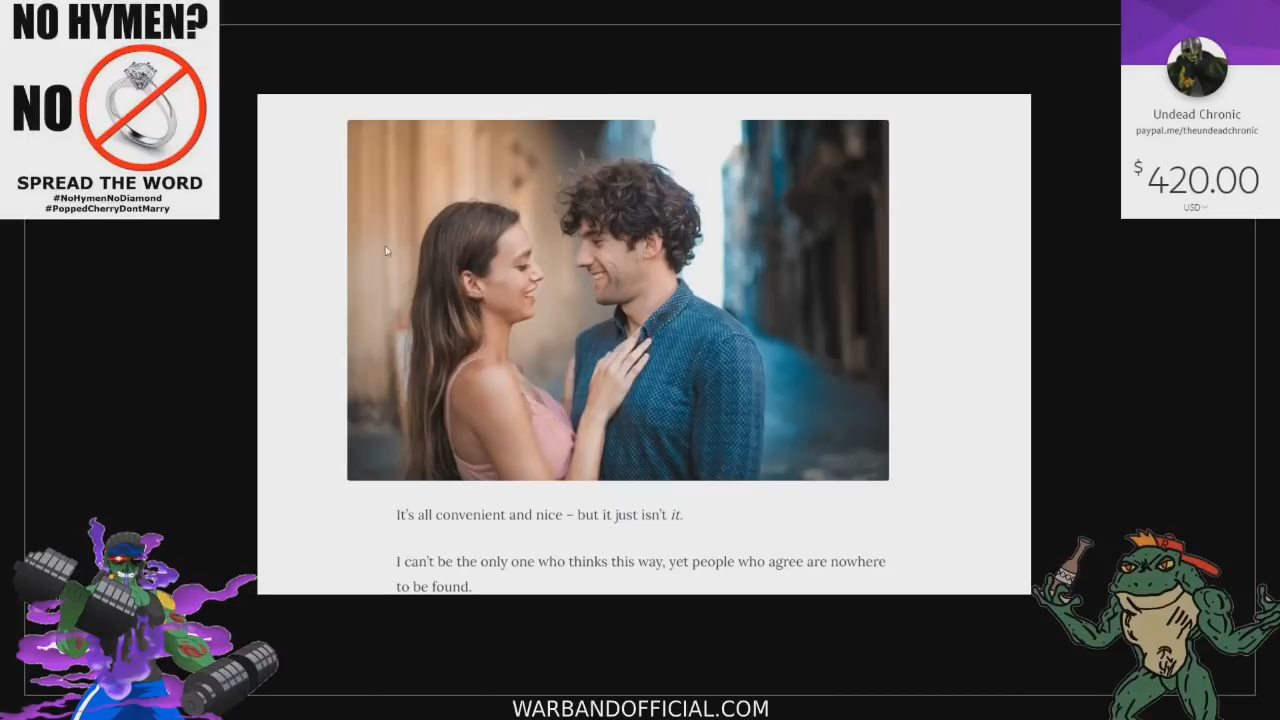 NO HYMEN?
NO
SPREAD THE WORD
#NoHymenNoDiamond
#PoppedCherryDontMarry
Undead Chronic
paypal.me/theundeadchronic
$420.00
USD
It's all convenient and nice – but it just isn't it.
I can't be the only one who thinks this way, yet people who agree are nowhere
to be found.
WARBANDOFFICIAL.COM